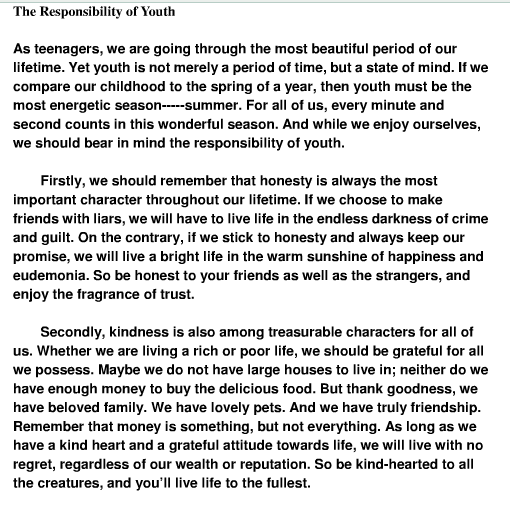 The Responsibility of Youth
As teenagers, we are going through the most beautiful period of our
lifetime. Yet youth is not merely a period of time, but a state of mind. If we
compare our childhood to the spring of a year, then youth must be the
most energetic season-----summer. For all of us, every minute and
second counts in this wonderful season. And while we enjoy ourselves,
we should bear in mind the responsibility of youth.
Firstly, we should remember that honesty is always the most
important character throughout our lifetime. If we choose to make
friends with liars, we will have to live life in the endless darkness of crime
and guilt. On the contrary, if we stick to honesty and always keep our
promise, we will live a bright life in the warm sunshine of happiness and
eudemonia. So be honest to your friends as well as the strangers, and
enjoy the fragrance of trust.
Secondly, kindness is also among treasurable characters for all of
us. Whether we are living a rich or poor life, we should be grateful for all
we possess. Maybe we do not have large houses to live in; neither do we
have enough money to buy the delicious food. But thank goodness, we
have beloved family. We have lovely pets. And we have truly friendship.
Remember that money is something, but not everything. As long as we
have a kind heart and a grateful attitude towards life, we will live with no
regret, regardless of our wealth or reputation. So be kind-hearted to all
the creatures, and you’ll live life to the fullest.